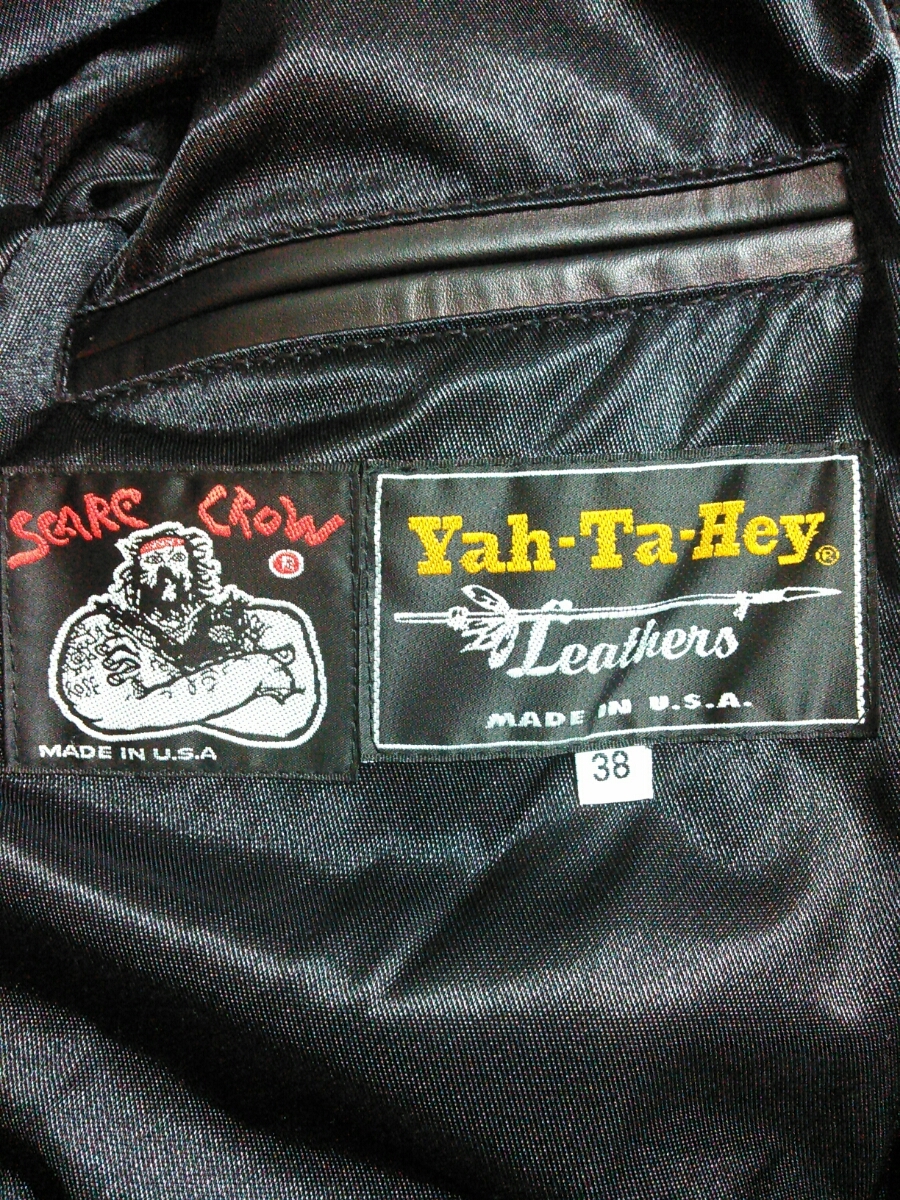 SCARE CROW
®
MADE IN U.S.A
Yah-Ta-Hey®
Leathers
MADE IN U.S.A.
38